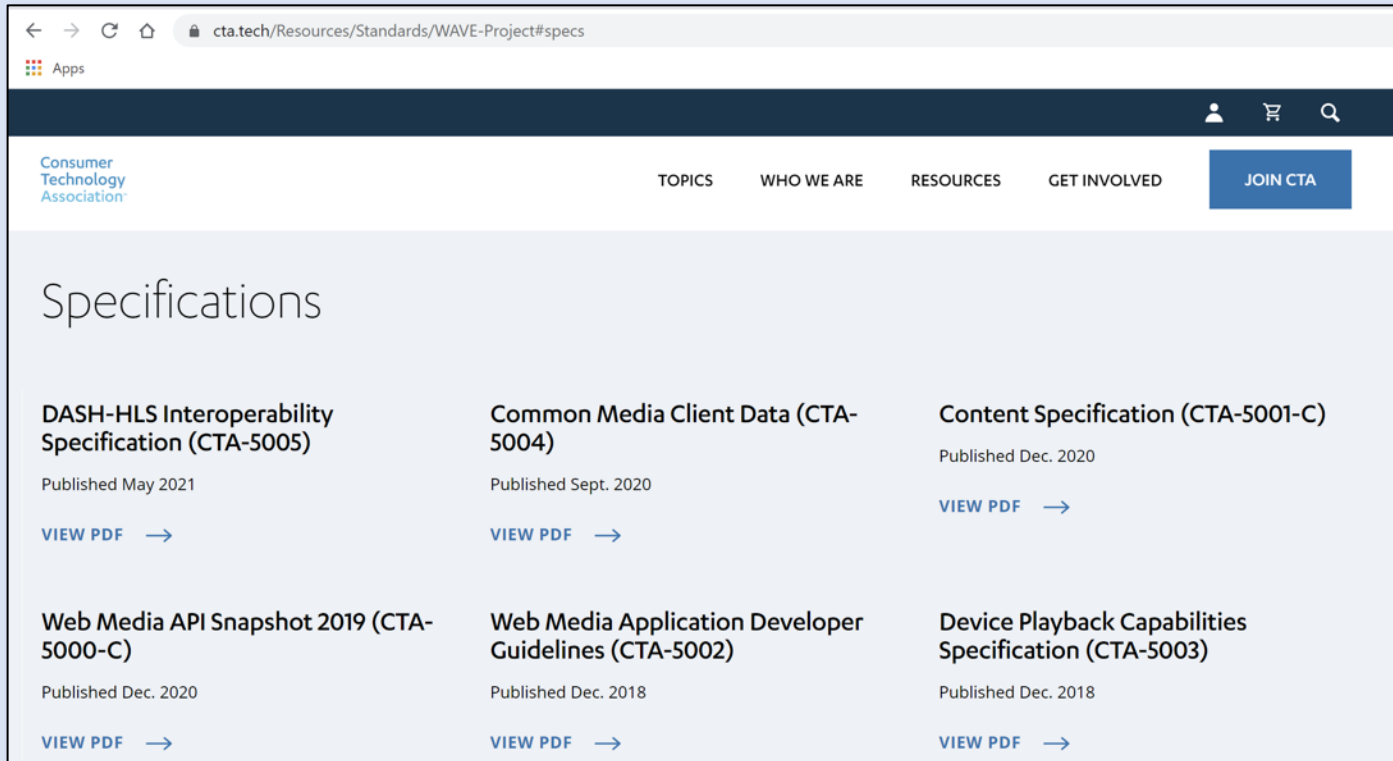 cta.tech/Resources/Standards/WAVE-Project#specs
Apps
Consumer
Technology
Association™
TOPICS WHO WE ARE RESOURCES GET INVOLVED JOIN CTA
Specifications
DASH-HLS Interoperability
Specification (CTA-5005)
Published May 2021
VIEW PDF
Common Media Client Data (CTA-
5004)
Published Sept. 2020
VIEW PDF
Content Specification (CTA-5001-C)
Published Dec. 2020
VIEW PDF
Web Media API Snapshot 2019 (CTA-
5000-C)
Published Dec. 2020
VIEW PDF
Web Media Application Developer
Guidelines (CTA-5002)
Published Dec. 2018
VIEW PDF
Device Playback Capabilities
Specification (CTA-5003)
Published Dec. 2018
VIEW PDF